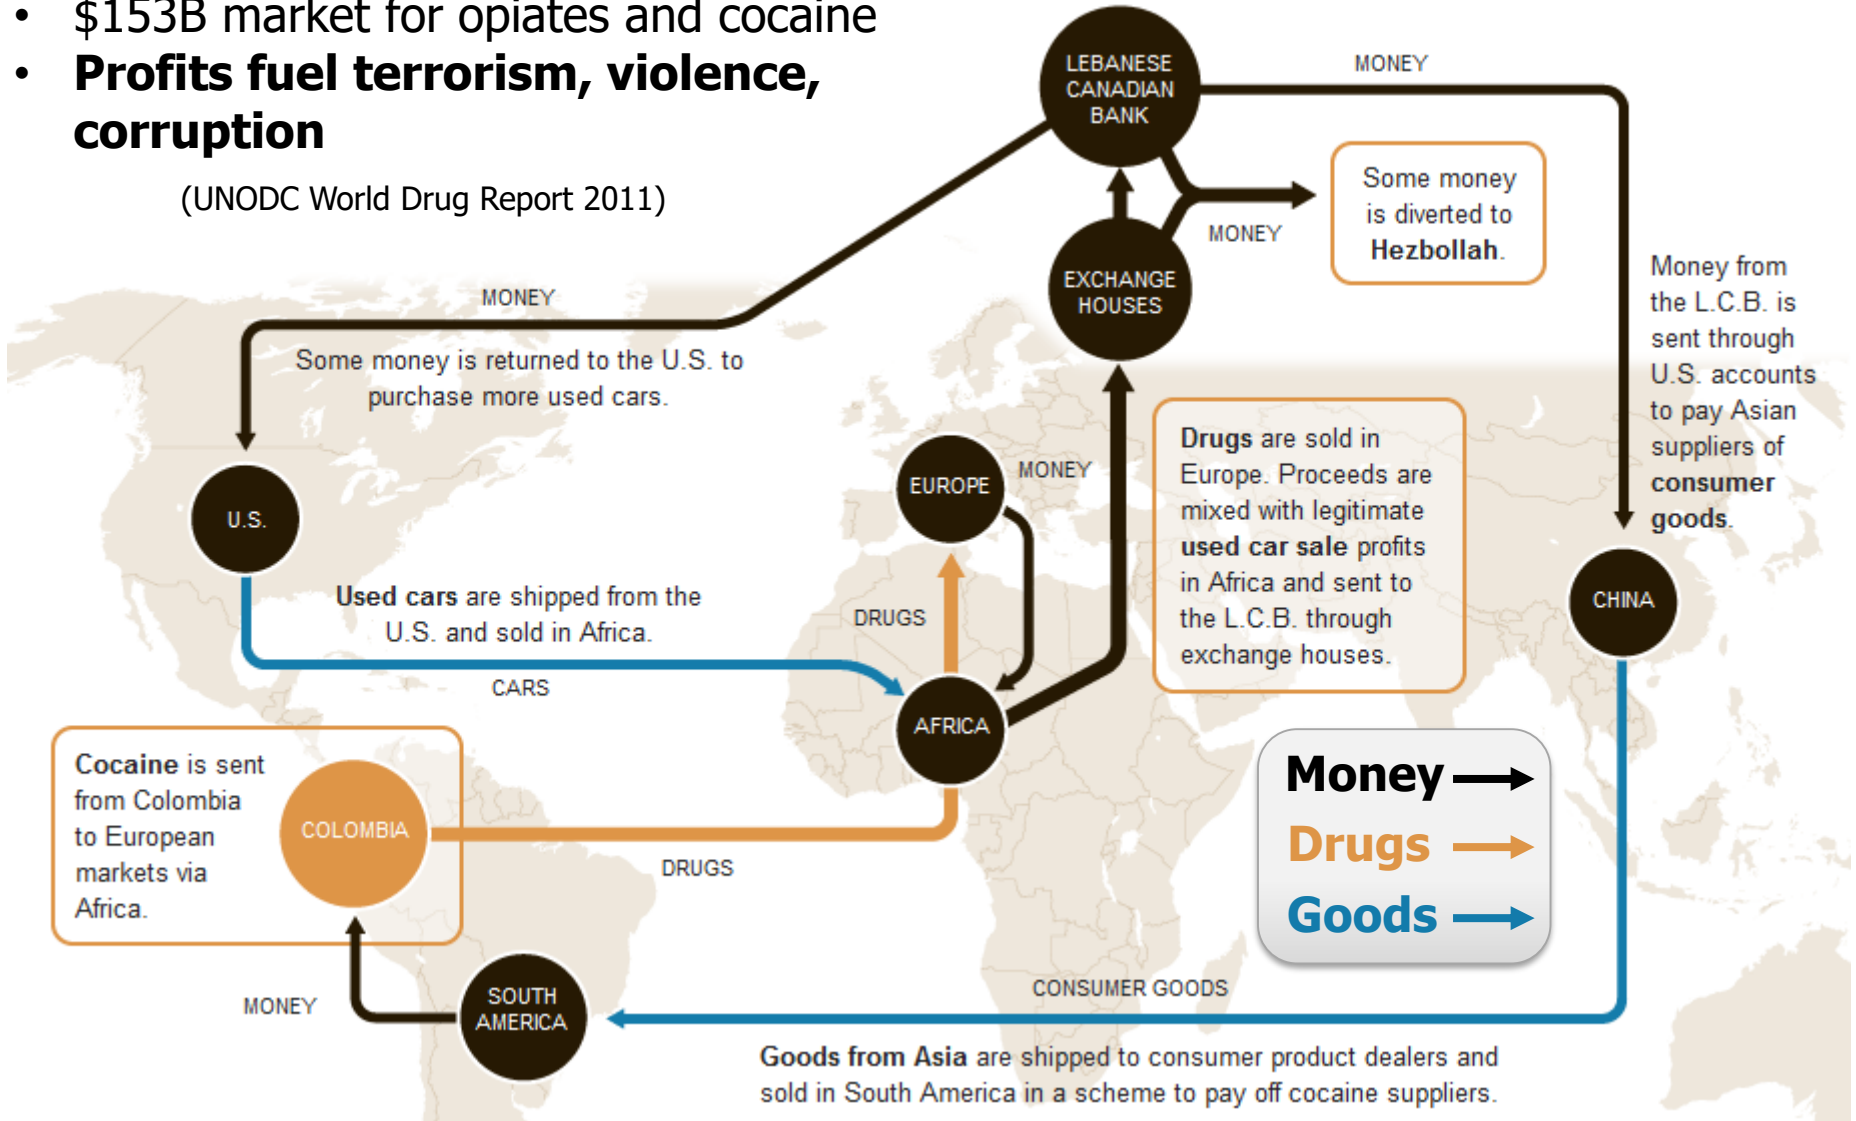 • $153B market for opiates and cocaine
• Profits fuel terrorism, violence,
corruption
(UNODC World Drug Report 2011)
LEBANESE
CANADIAN
BANK
MONEY
Some money
is diverted to
Hezbollah.
MONEY
EXCHANGE
HOUSES
Money from
the L.C.B. is
sent through
U.S. accounts
to pay Asian
suppliers of
consumer
goods.
MONEY
Some money is returned to the U.S. to
purchase more used cars.
U.S.
EUROPE
MONEY
Drugs are sold in
Europe. Proceeds are
mixed with legitimate
used car sale profits
in Africa and sent to
the L.C.B. through
exchange houses.
CHINA
Used cars are shipped from the
U.S. and sold in Africa.
CARS
DRUGS
AFRICA
Cocaine is sent
from Colombia
to European
markets via
Africa.
COLOMBIA
DRUGS
Money
Drugs
Goods
MONEY
SOUTH
AMERICA
CONSUMER GOODS
Goods from Asia are shipped to consumer product dealers and
sold in South America in a scheme to pay off cocaine suppliers.